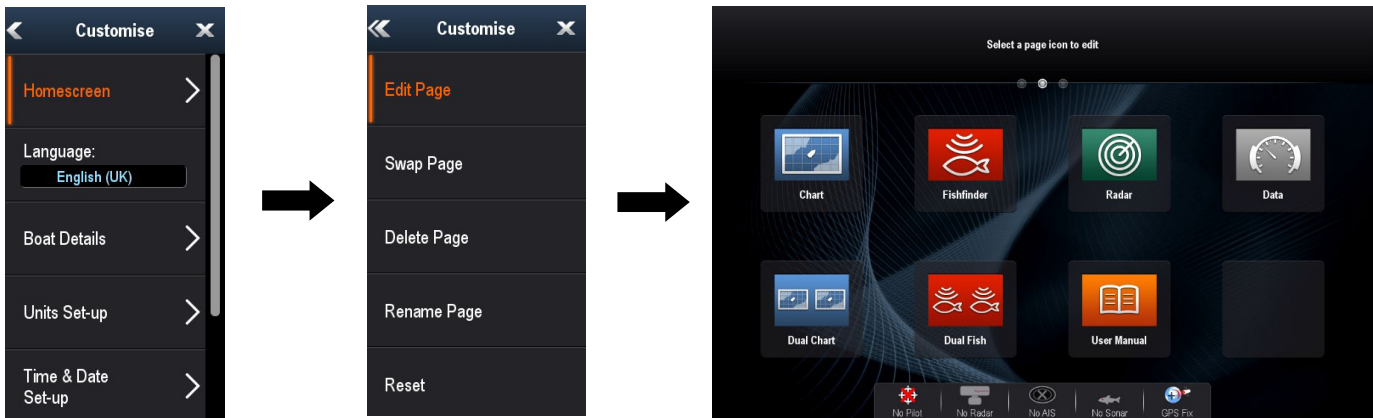 Customise
Homescreen
Language:
English (UK)
Boat Details
Units Set-up
Time & Date
Set-up
Customise
Edit Page
Swap Page
Delete Page
Rename Page
Reset
Select a page icon to edit
Chart
Fishfinder
Radar
Data
Dual Chart
Dual Fish
User Manual
No Pilot
No Radar
No AIS
No Sonar
GPS Fix